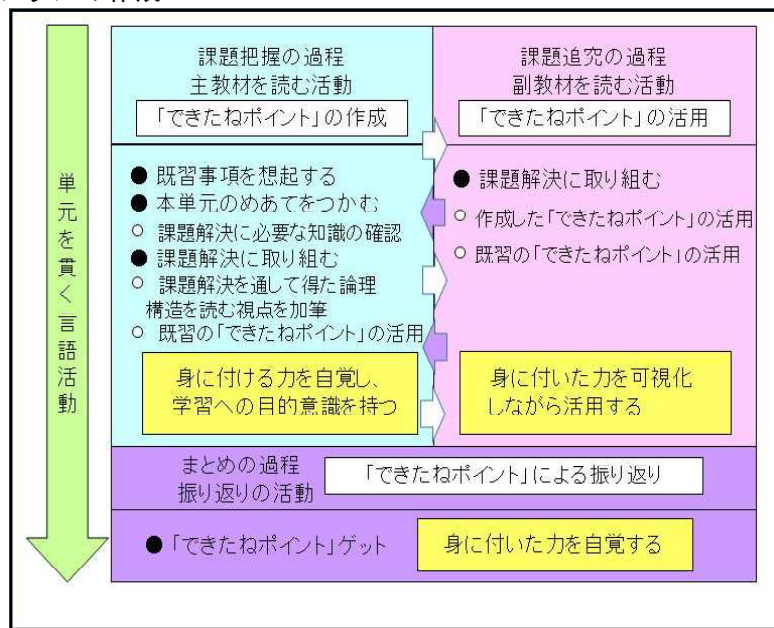 単元を貫く言語活動
課題把握の過程
主教材を読む活動
「できたねポイント」の作成
● 既習事項を想起する
● 本単元のめあてをつかむ
○ 課題解決に必要な知識の確認
● 課題解決に取り組む
○ 課題解決を通して得た論理
構造を読む視点を加筆
○ 既習の「できたねポイント」の活用
身に付ける力を自覚し、
学習への目的意識を持つ
課題追究の過程
副教材を読む活動
「できたねポイント」の活用
● 課題解決に取り組む
○ 作成した「できたねポイント」の活用
○ 既習の「できたねポイント」の活用
身に付いた力を可視化
しながら活用する
まとめの過程
振り返りの活動
「できたねポイント」による振り返り
● 「できたねポイント」ゲット
身に付いた力を自覚する